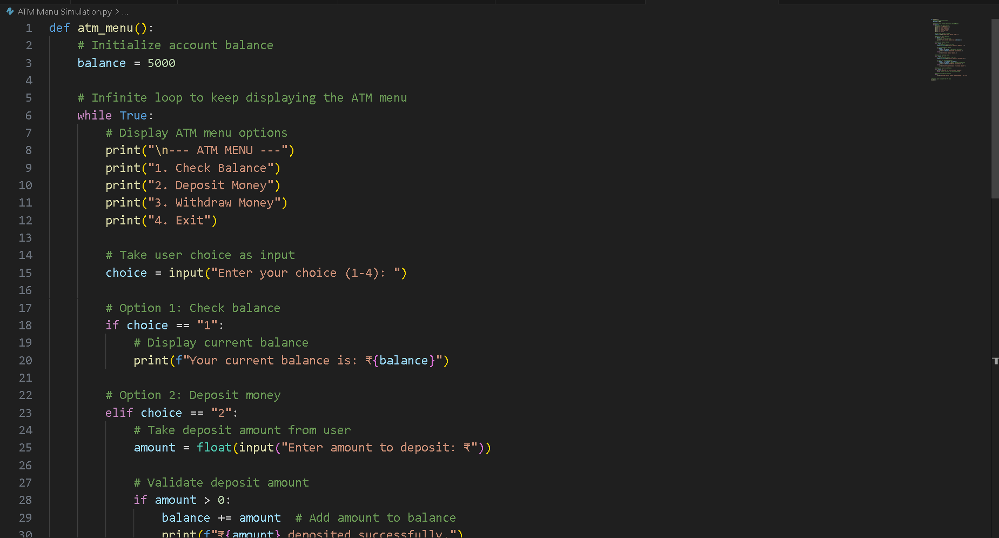 ATM Menu Simulation.py > ...
1 def atm_menu():
2     # Initialize account balance
3     balance = 5000
4
5     # Infinite loop to keep displaying the ATM menu
6     while True:
7         # Display ATM menu options
8         print("\n--- ATM MENU ---")
9         print("1. Check Balance")
10         print("2. Deposit Money")
11         print("3. Withdraw Money")
12         print("4. Exit")
13
14         # Take user choice as input
15         choice = input("Enter your choice (1-4): ")
16
17         # Option 1: Check balance
18         if choice == "1":
19             # Display current balance
20             print(f"Your current balance is: ₹{balance}")
21
22         # Option 2: Deposit money
23         elif choice == "2":
24             # Take deposit amount from user
25             amount = float(input("Enter amount to deposit: ₹"))
26
27             # Validate deposit amount
28             if amount > 0:
29                 balance += amount  # Add amount to balance
30                 print(f"₹{amount} deposited successfully.")